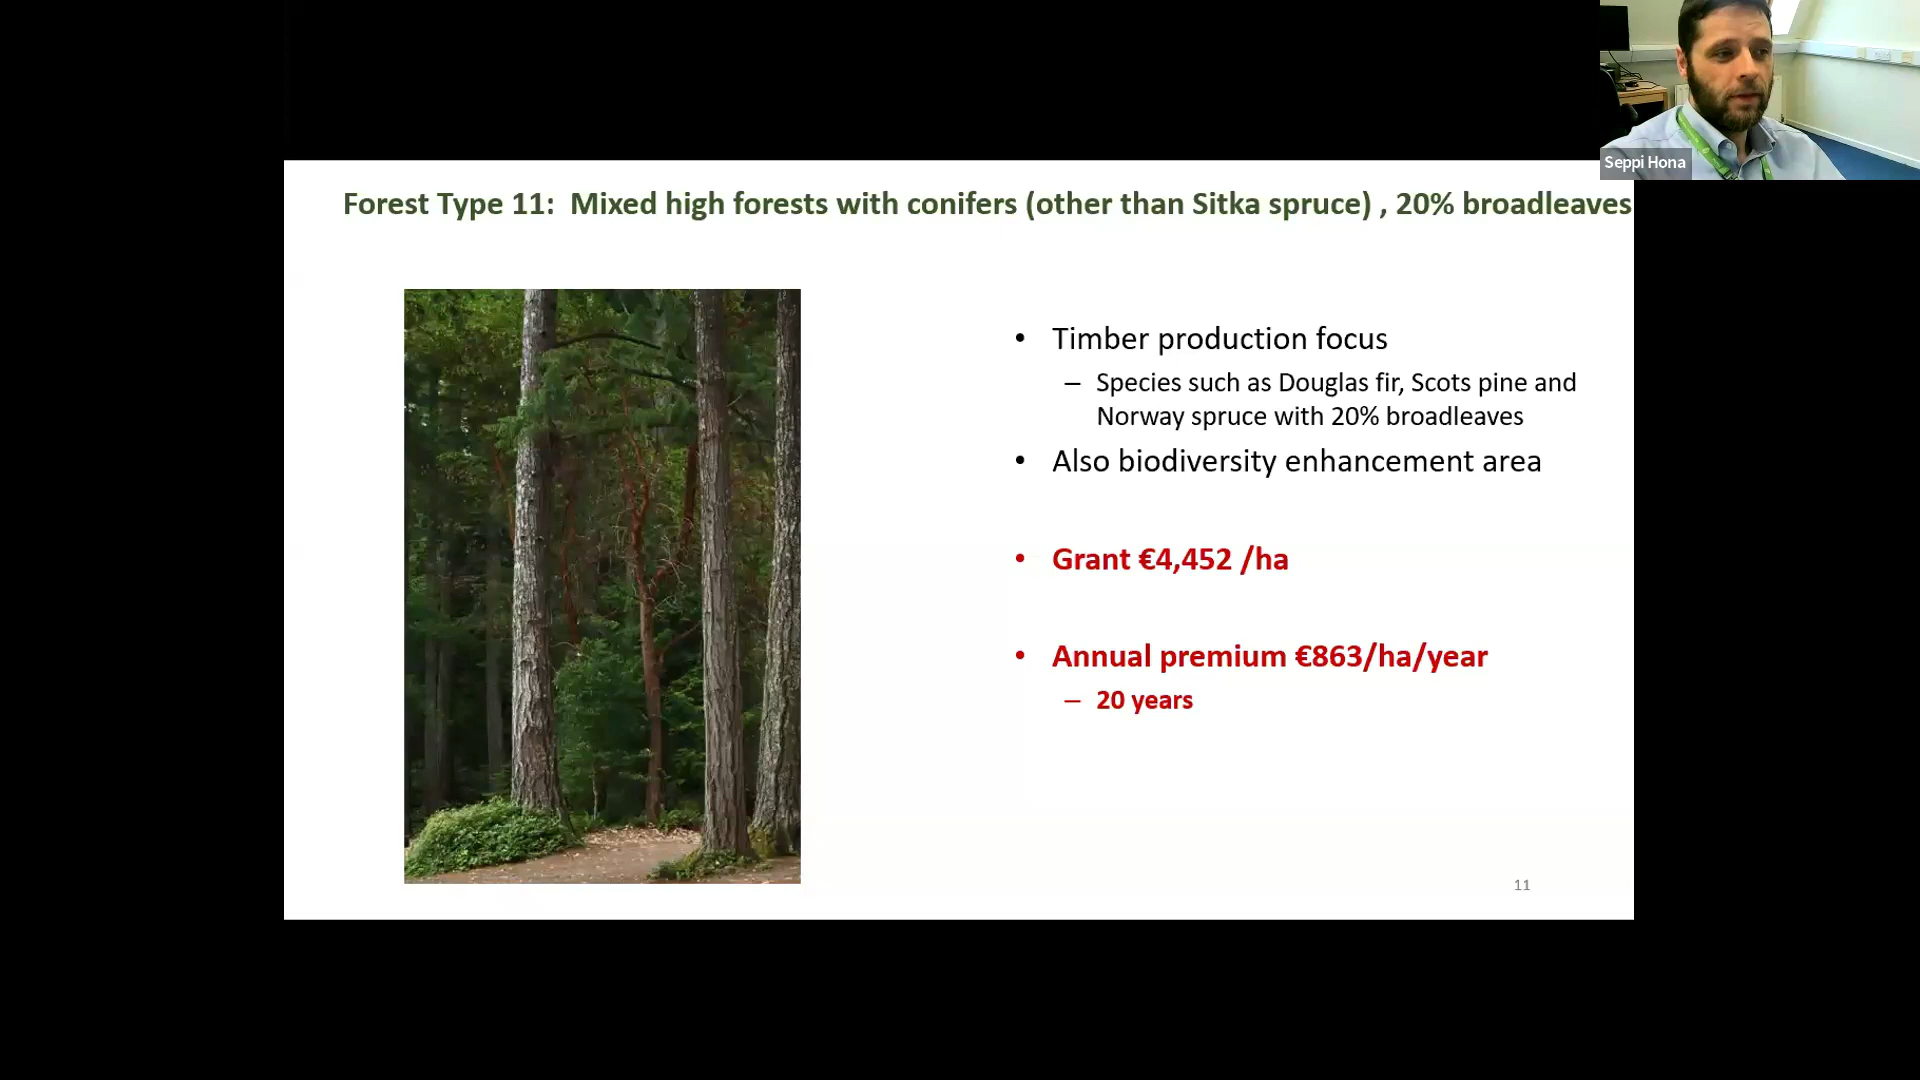 Seppi Hona
Forest Type 11:  Mixed high forests with conifers (other than Sitka spruce) , 20% broadleaves
• Timber production focus
– Species such as Douglas fir, Scots pine and
Norway spruce with 20% broadleaves
• Also biodiversity enhancement area
• Grant €4,452 /ha
• Annual premium €863/ha/year
– 20 years
11